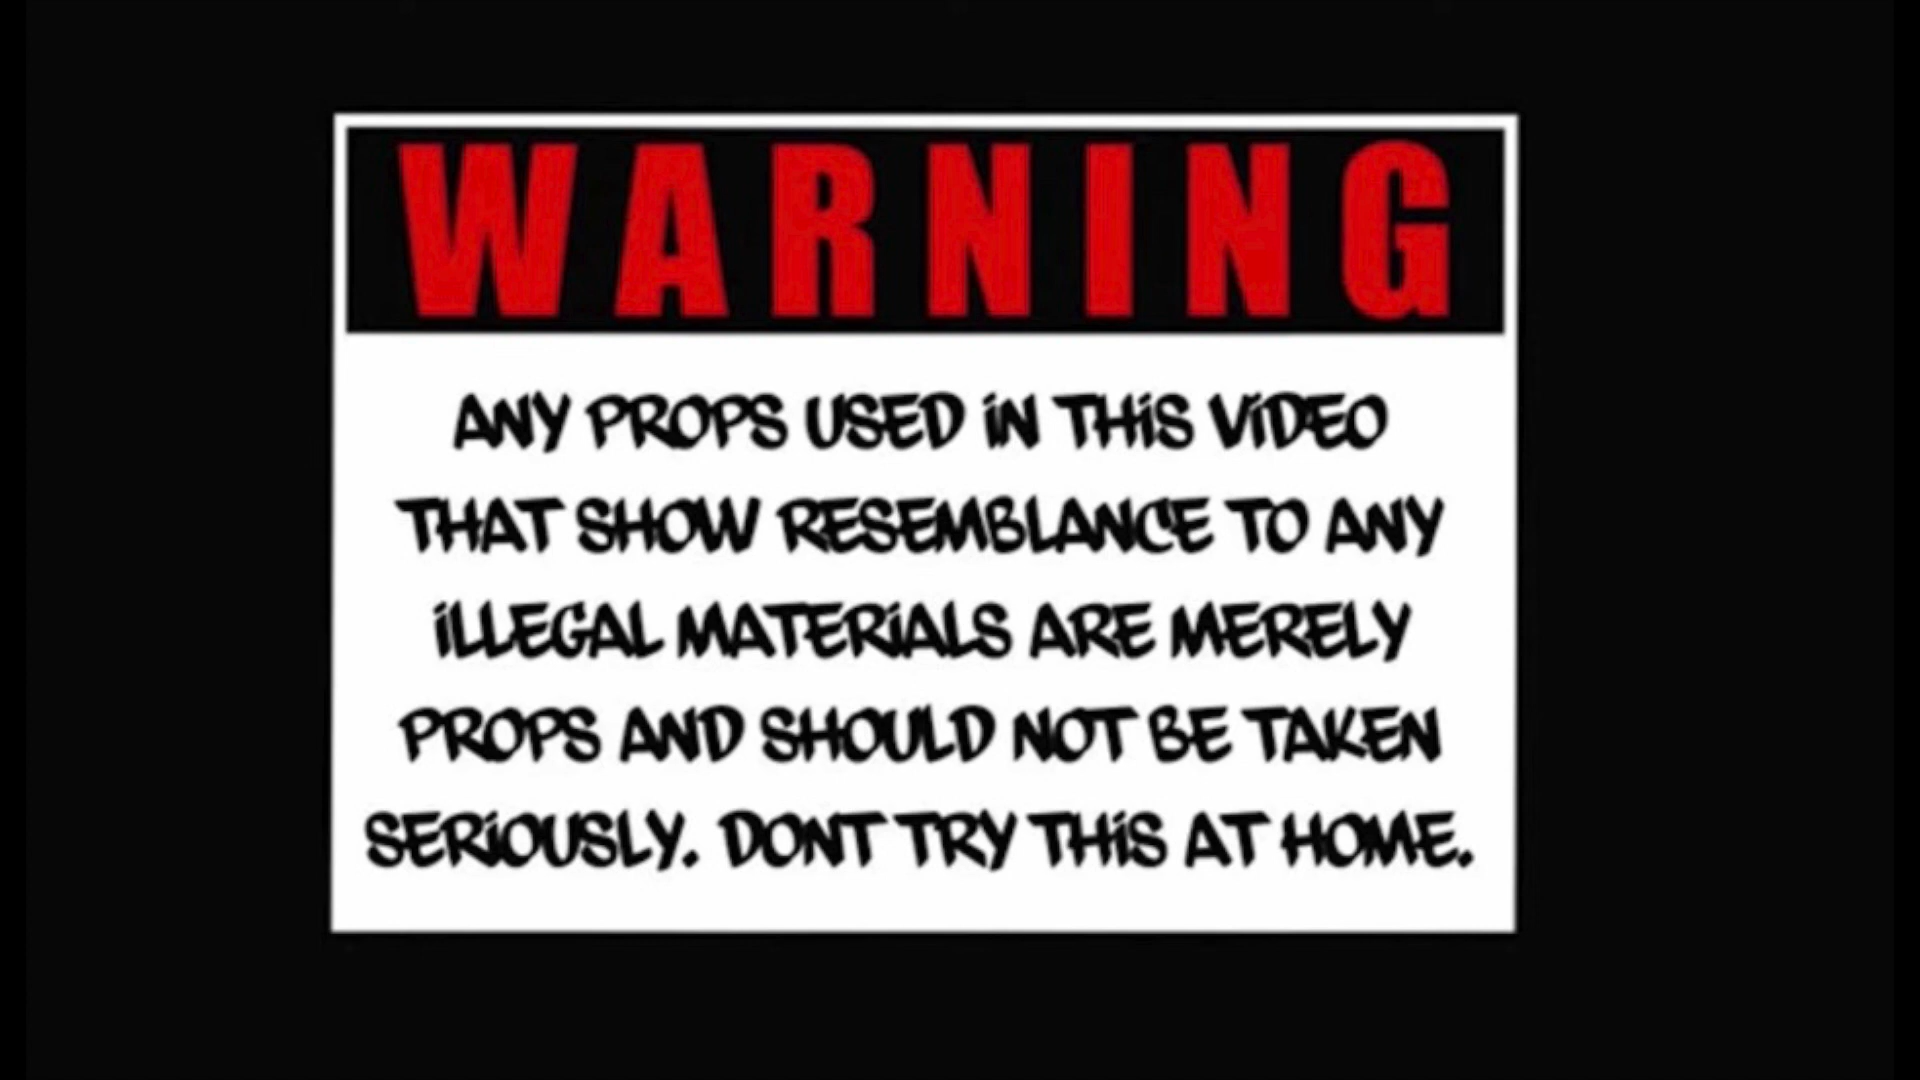 WARNING
ANY PROPS USED iN THiS ViDEO
THAT SHOW RESEMBLANCE TO ANY
iLLEGAL MATERiALS ARE MERELY
PROPS AND SHOULD NOT BE TAKEN
SERiOUSLY. DONT TRY THiS AT HOME.